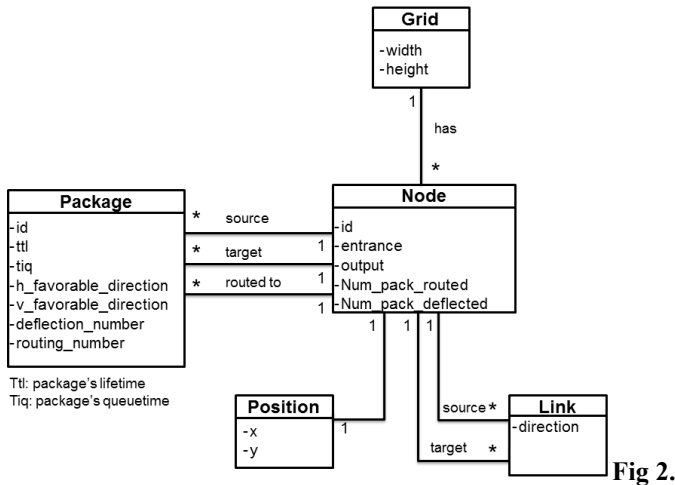 Grid
-width
-height
1
has
*
Package
-id
-ttl
-tiq
-h_favorable_direction
-v_favorable_direction
-deflection_number
-routing_number
* source
1
* target
1
* routed to
1
Node
-id
-entrance
-output
-Num_pack_routed
-Num_pack_deflected
1 1 1
Ttl: package's lifetime
Tiq: package's queuetime
Position
-x
-y
1
source *
target *
Link
-direction
Fig 2.